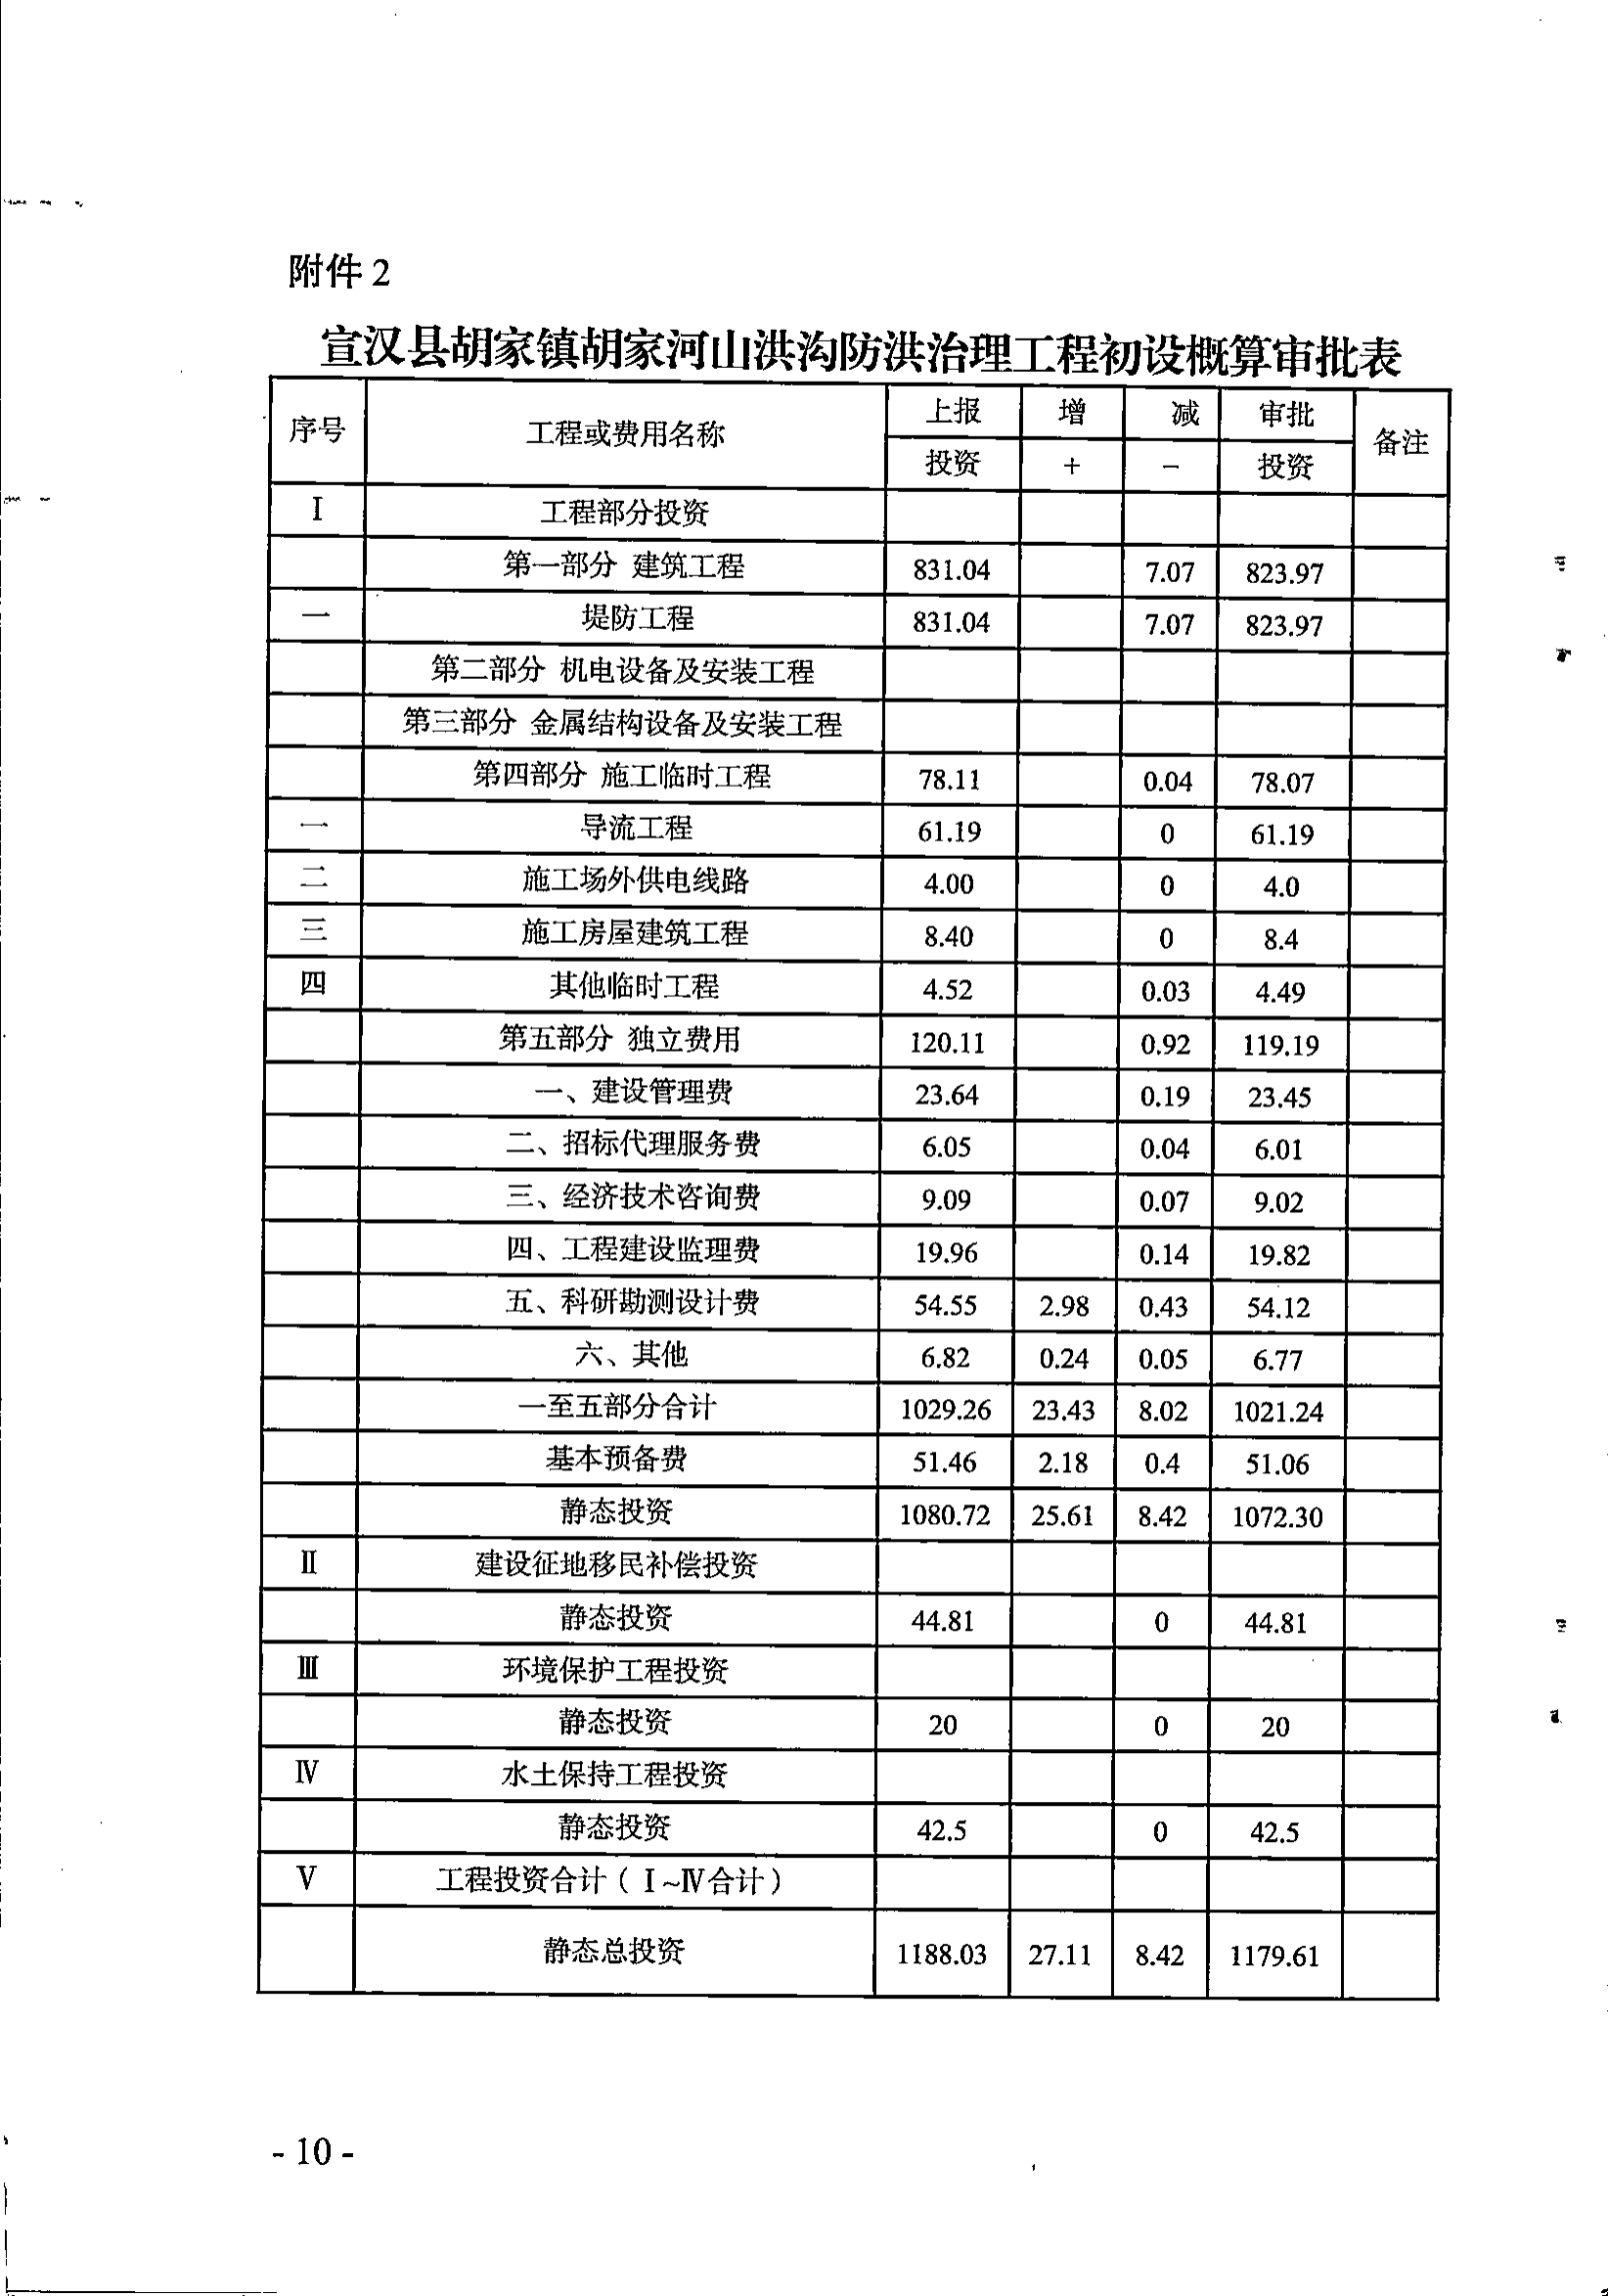 附件 2
宣汉县胡家镇胡家河山洪沟防洪治理工程初设概算审批表
序号 工程或费用名称 上报 增 减 审批 备注
投资 + − 投资
Ⅰ 工程部分投资
第一部分 建筑工程 831.04 7.07 823.97
一 堤防工程 831.04 7.07 823.97
第二部分 机电设备及安装工程
第三部分 金属结构设备及安装工程
第四部分 施工临时工程 78.11 0.04 78.07
一 导流工程 61.19 0 61.19
二 施工场外供电线路 4.00 0 4.0
三 施工房屋建筑工程 8.40 0 8.4
四 其他临时工程 4.52 0.03 4.49
第五部分 独立费用 120.11 0.92 119.19
一、建设管理费 23.64 0.19 23.45
二、招标代理服务费 6.05 0.04 6.01
三、经济技术咨询费 9.09 0.07 9.02
四、工程建设监理费 19.96 0.14 19.82
五、科研勘测设计费 54.55 2.98 0.43 54.12
六、其他 6.82 0.24 0.05 6.77
一至五部分合计 1029.26 23.43 8.02 1021.24
基本预备费 51.46 2.18 0.4 51.06
静态投资 1080.72 25.61 8.42 1072.30
Ⅱ 建设征地移民补偿投资
静态投资 44.81 0 44.81
Ⅲ 环境保护工程投资
静态投资 20 0 20
Ⅳ 水土保持工程投资
静态投资 42.5 0 42.5
Ⅴ 工程投资合计（Ⅰ~Ⅳ合计）
静态总投资 1188.03 27.11 8.42 1179.61
- 10 -